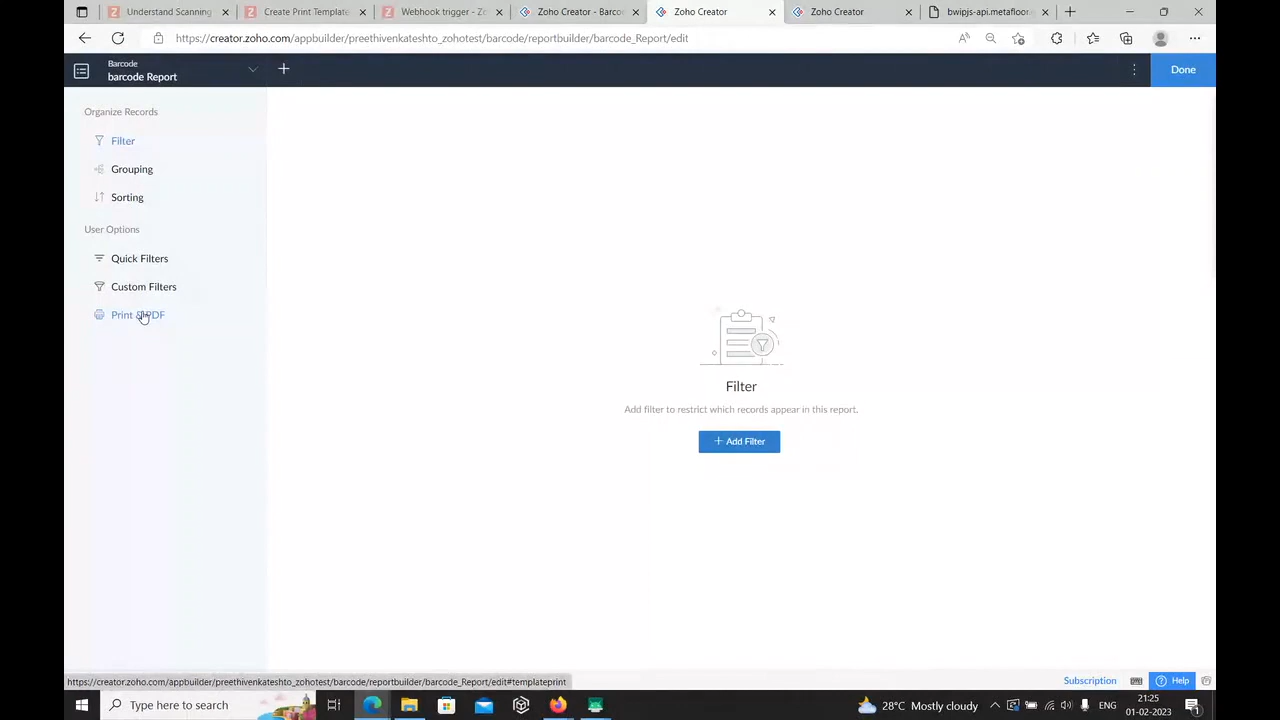 Understand Scanning
Create Print Template
Webhook trigger - Zo
Zoho Creator - Barco
Zoho Creator
Zoho Creator
bwipjs-api.metafloor.
https://creator.zoho.com/appbuilder/preethivenkateshto_zohotest/barcode/reportbuilder/barcode_Report/edit
Barcode
barcode Report
Done
Organize Records
Filter
Grouping
Sorting
User Options
Quick Filters
Custom Filters
Print & PDF
Filter
Add filter to restrict which records appear in this report.
+ Add Filter
https://creator.zoho.com/appbuilder/preethivenkateshto_zohotest/barcode/reportbuilder/barcode_Report/edit#templateprint
Subscription
Help
Type here to search
28°C Mostly cloudy
ENG
21:25
01-02-2023